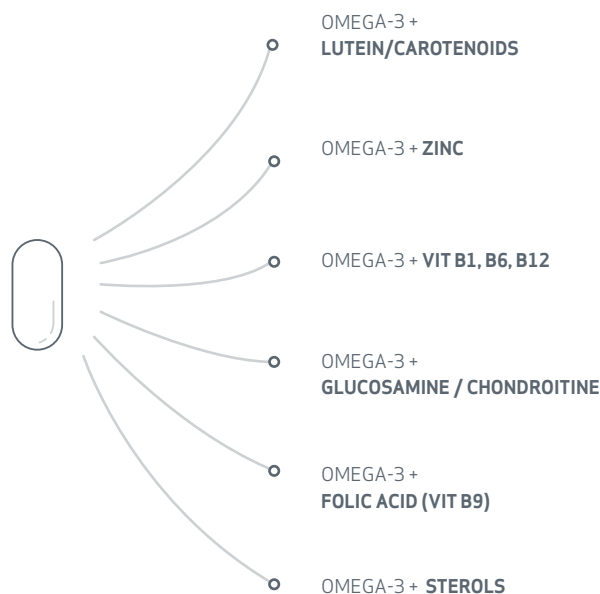 OMEGA-3 +
LUTEIN/CAROTENOIDS
OMEGA-3 + ZINC
OMEGA-3 + VIT B1, B6, B12
OMEGA-3 +
GLUCOSAMINE / CHONDROITINE
OMEGA-3 +
FOLIC ACID (VIT B9)
OMEGA-3 + STEROLS